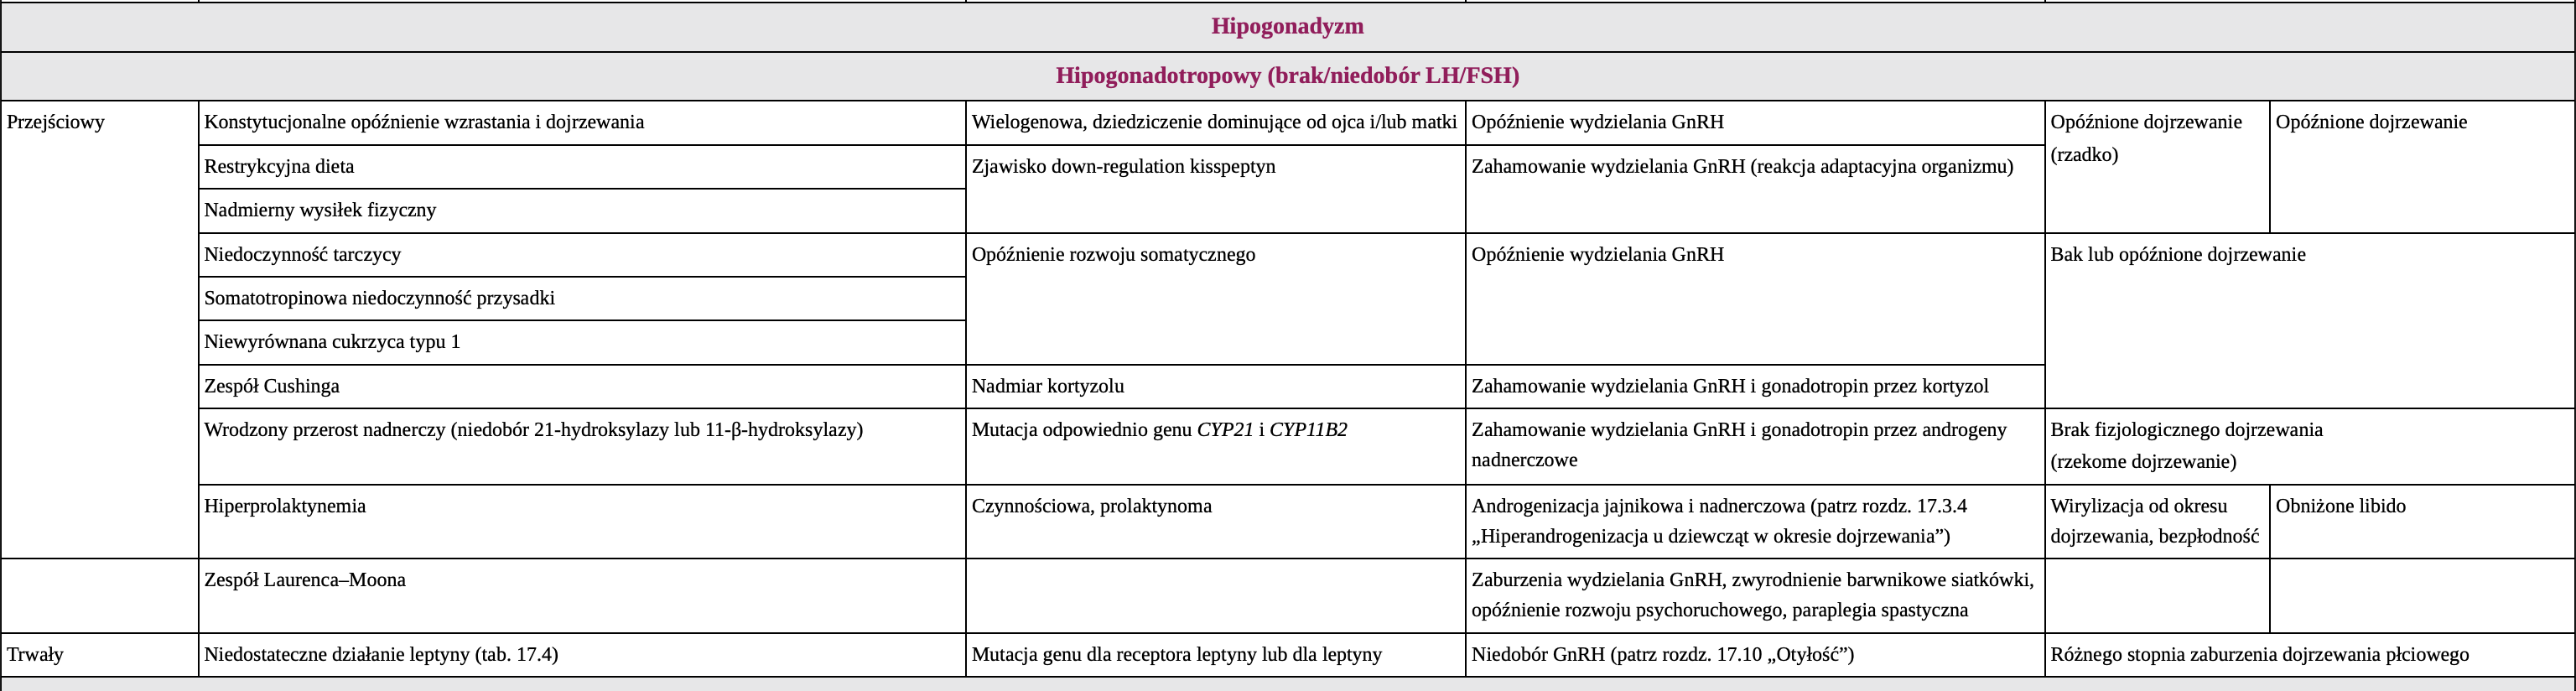 Hipogonadyzm
Hipogonadotropowy (brak/niedobór LH/FSH)
Przejściowy
Konstytucjonalne opóźnienie wzrastania i dojrzewania
Wielogenowa, dziedziczenie dominujące od ojca i/lub matki
Opóźnienie wydzielania GnRH
Opóźnione dojrzewanie
(rzadko)
Opóźnione dojrzewanie
Restrykcyjna dieta
Zjawisko down-regulation kisspeptyn
Zahamowanie wydzielania GnRH (reakcja adaptacyjna organizmu)
Nadmierny wysiłek fizyczny
Niedoczynność tarczycy
Opóźnienie rozwoju somatycznego
Opóźnienie wydzielania GnRH
Bak lub opóźnione dojrzewanie
Somatotropinowa niedoczynność przysadki
Niewyrównana cukrzyca typu 1
Zespół Cushinga
Nadmiar kortyzolu
Zahamowanie wydzielania GnRH i gonadotropin przez kortyzol
Wrodzony przerost nadnerczy (niedobór 21-hydroksylazy lub 11-β-hydroksylazy)
Mutacja odpowiednio genu CYP21 i CYP11B2
Zahamowanie wydzielania GnRH i gonadotropin przez androgeny
nadnerczowe
Brak fizjologicznego dojrzewania
(rzekome dojrzewanie)
Hiperprolaktynemia
Czynnościowa, prolaktynoma
Androgenizacja jajnikowa i nadnerczowa (patrz rozdz. 17.3.4
„Hiperandrogenizacja u dziewcząt w okresie dojrzewania”)
Wirylizacja od okresu
dojrzewania, bezpłodność
Obniżone libido
Zespół Laurenca–Moona
Zaburzenia wydzielania GnRH, zwyrodnienie barwnikowe siatkówki,
opóźnienie rozwoju psychoruchowego, paraplegia spastyczna
Trwały
Niedostateczne działanie leptyny (tab. 17.4)
Mutacja genu dla receptora leptyny lub dla leptyny
Niedobór GnRH (patrz rozdz. 17.10 „Otyłość”)
Różnego stopnia zaburzenia dojrzewania płciowego